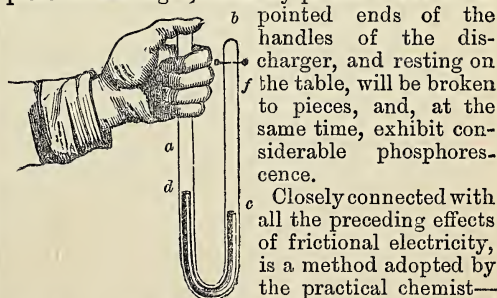 b pointed ends of the
handles of the dis-
charger, and resting on
f the table, will be broken
to pieces, and, at the
same time, exhibit con-
siderable phosphores-
a
cence.
d
c Closely connected with
all the preceding effects
of frictional electricity,
is a method adopted by
the practical chemist—